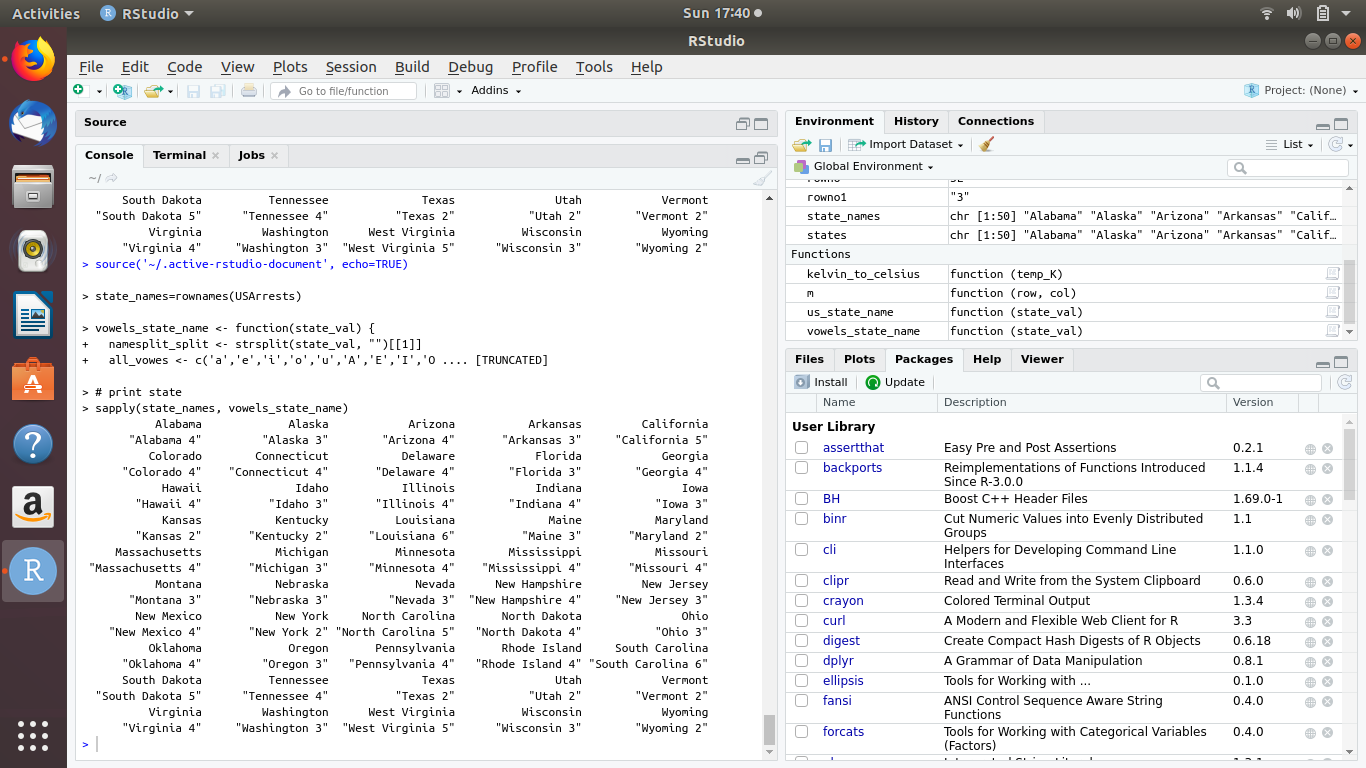 Activities RStudio Sun 17:40
RStudio
File Edit Code View Plots Session Build Debug Profile Tools Help
Go to file/function Addins Project: (None)
Source
Console Terminal Jobs
~/
South Dakota Tennessee Texas Utah Vermont
"South Dakota 5" "Tennessee 4" "Texas 2" "Utah 2" "Vermont 2"
Virginia Washington West Virginia Wisconsin Wyoming
"Virginia 4" "Washington 3" "West Virginia 5" "Wisconsin 3" "Wyoming 2"
> source('~/.active-rstudio-document', echo=TRUE)
> state_names=rownames(USArrests)
> vowels_state_name <- function(state_val) {
+   namesplit_split <- strsplit(state_val, "")[[1]]
+   all_vowes <- c('a','e','i','o','u','A','E','I','O .... [TRUNCATED]
> # print state
> sapply(state_names, vowels_state_name)
Alabama Alaska Arizona Arkansas California
"Alabama 4" "Alaska 3" "Arizona 4" "Arkansas 3" "California 5"
Colorado Connecticut Delaware Florida Georgia
"Colorado 4" "Connecticut 4" "Delaware 4" "Florida 3" "Georgia 4"
Hawaii Idaho Illinois Indiana Iowa
"Hawaii 4" "Idaho 3" "Illinois 4" "Indiana 4" "Iowa 3"
Kansas Kentucky Louisiana Maine Maryland
"Kansas 2" "Kentucky 2" "Louisiana 6" "Maine 3" "Maryland 2"
Massachusetts Michigan Minnesota Mississippi Missouri
"Massachusetts 4" "Michigan 3" "Minnesota 4" "Mississippi 4" "Missouri 4"
Montana Nebraska Nevada New Hampshire New Jersey
"Montana 3" "Nebraska 3" "Nevada 3" "New Hampshire 4" "New Jersey 3"
New Mexico New York North Carolina North Dakota Ohio
"New Mexico 4" "New York 2" "North Carolina 5" "North Dakota 4" "Ohio 3"
Oklahoma Oregon Pennsylvania Rhode Island South Carolina
"Oklahoma 4" "Oregon 3" "Pennsylvania 4" "Rhode Island 4" "South Carolina 6"
South Dakota Tennessee Texas Utah Vermont
"South Dakota 5" "Tennessee 4" "Texas 2" "Utah 2" "Vermont 2"
Virginia Washington West Virginia Wisconsin Wyoming
"Virginia 4" "Washington 3" "West Virginia 5" "Wisconsin 3" "Wyoming 2"
>
Environment History Connections
Import Dataset List
Global Environment
rowno1 "3"
state_names chr [1:50] "Alabama" "Alaska" "Arizona" "Arkansas" "Calif…
states chr [1:50] "Alabama" "Alaska" "Arizona" "Arkansas" "Calif…
Functions
kelvin_to_celsius function (temp_K)
m function (row, col)
us_state_name function (state_val)
vowels_state_name function (state_val)
Files Plots Packages Help Viewer
Install Update
Name Description Version
User Library
assertthat Easy Pre and Post Assertions 0.2.1
backports Reimplementations of Functions Introduced 1.1.4
Since R-3.0.0
BH Boost C++ Header Files 1.69.0-1
binr Cut Numeric Values into Evenly Distributed 1.1
Groups
cli Helpers for Developing Command Line 1.1.0
Interfaces
clipr Read and Write from the System Clipboard 0.6.0
crayon Colored Terminal Output 1.3.4
curl A Modern and Flexible Web Client for R 3.3
digest Create Compact Hash Digests of R Objects 0.6.18
dplyr A Grammar of Data Manipulation 0.8.1
ellipsis Tools for Working with ... 0.1.0
fansi ANSI Control Sequence Aware String 0.4.0
Functions
forcats Tools for Working with Categorical Variables 0.4.0
(Factors)